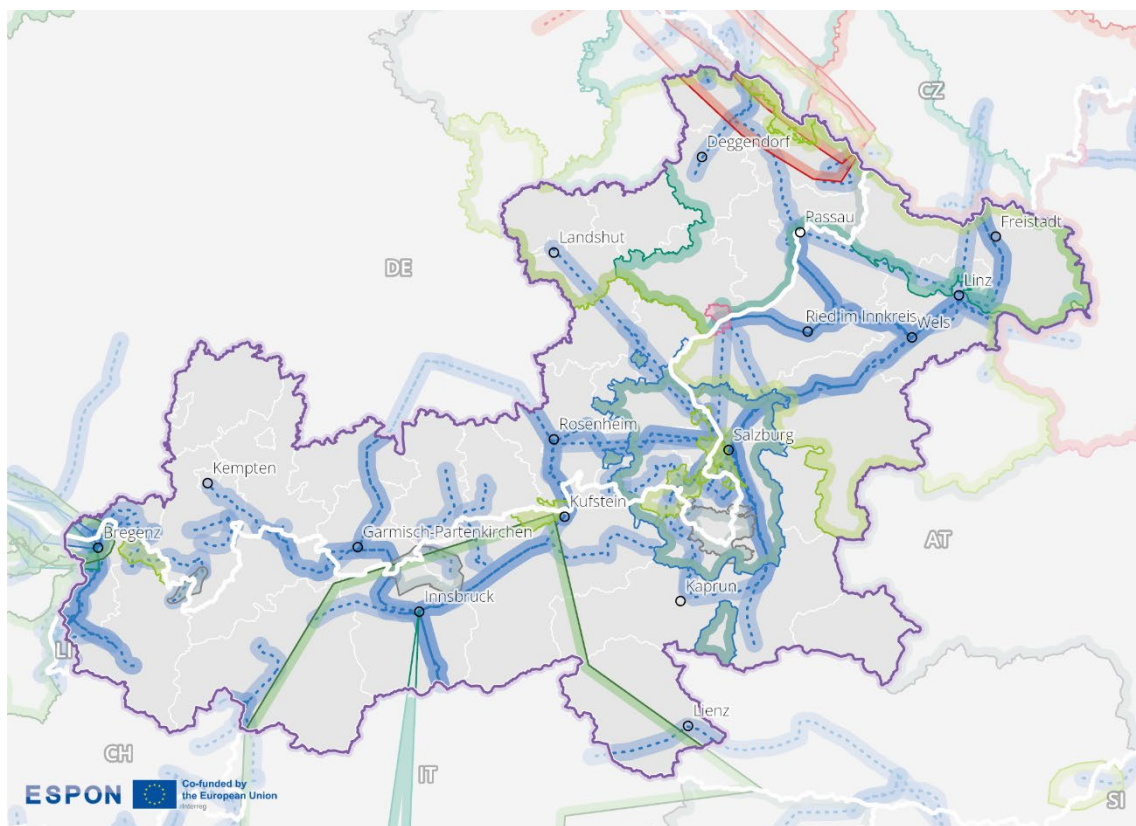 CZ
Deggendorf
Passau
Freistadt
Landshut
DE
Linz
Ried im Innkreis
Wels
Rosenheim
Salzburg
Kempten
Kufstein
Garmisch-Partenkirchen
Bregenz
AT
Kaprun
Innsbruck
LI
Lienz
CH
IT
SI
ESPON
Co-funded by
the European Union
Interreg